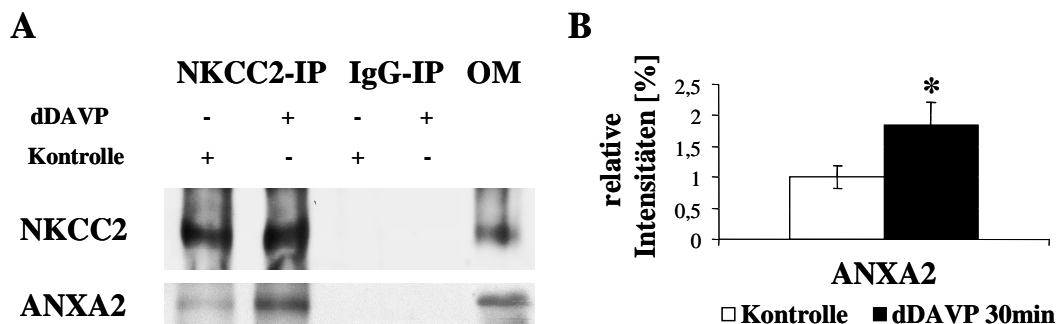 A
NKCC2-IP IgG-IP OM
dDAVP - + - +
Kontrolle + - + -
NKCC2
ANXA2
B
relative
Intensitäten [%]
2,5
2
1,5
1
0,5
0
*
ANXA2
Kontrolle dDAVP 30min